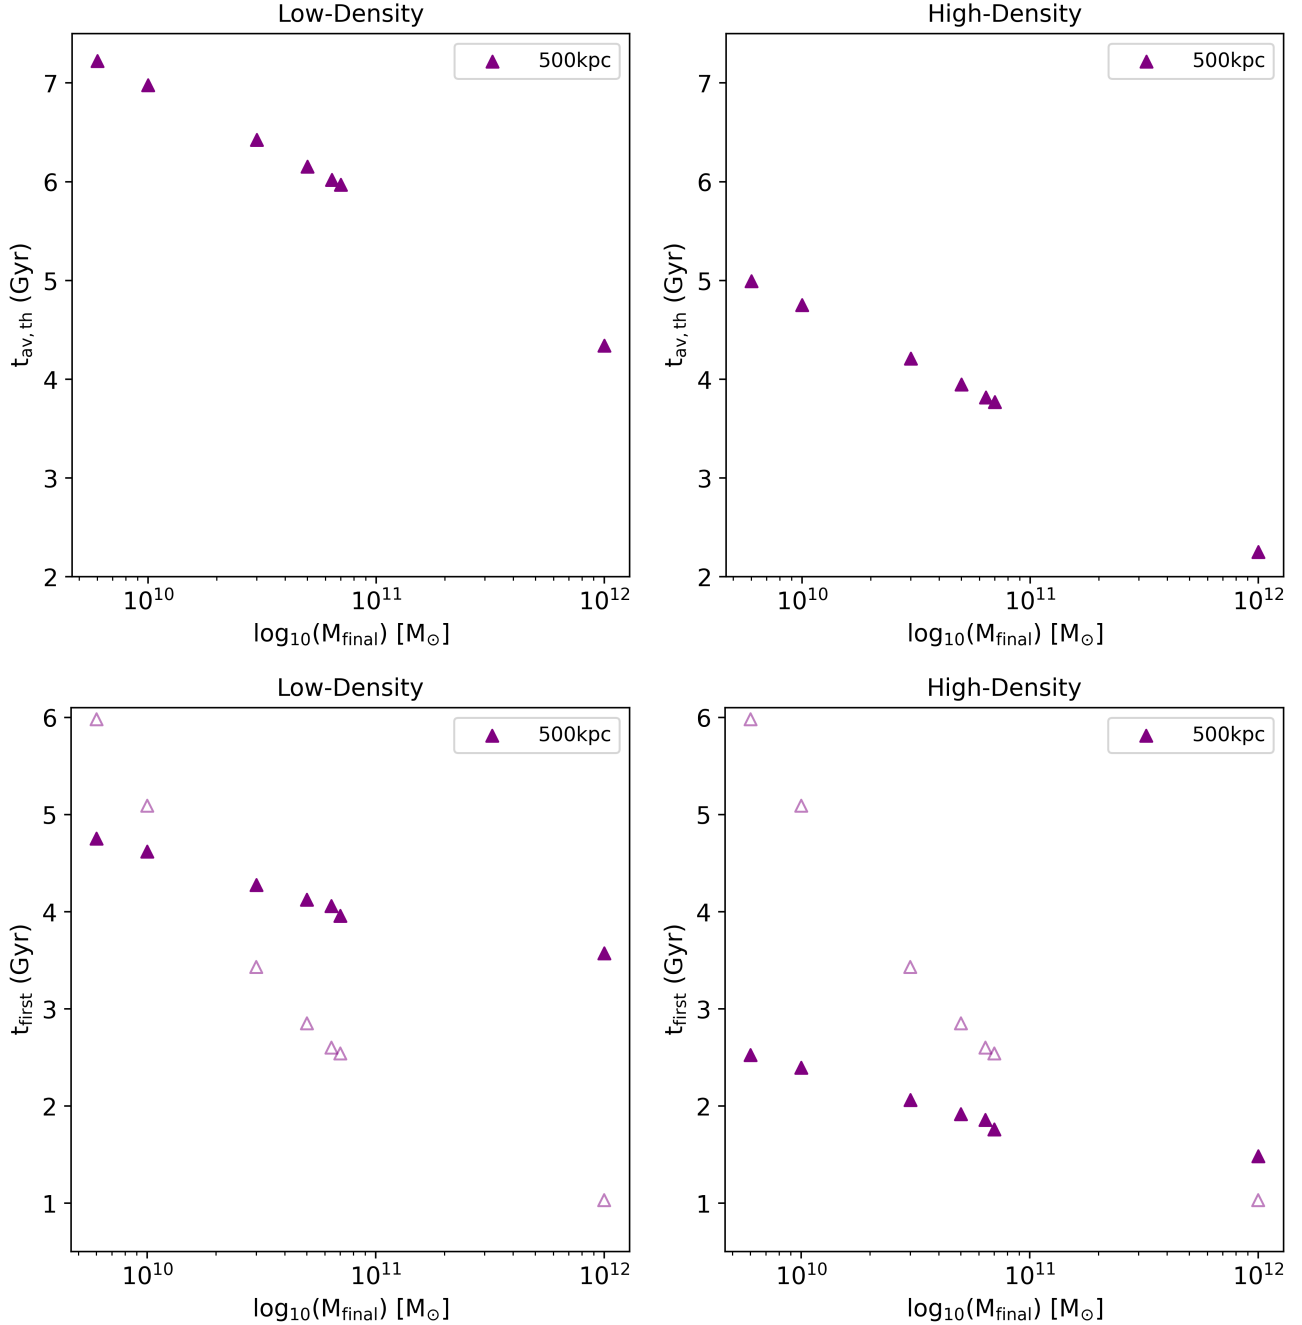 Low-Density
500kpc
7
6
5
4
3
2
t_av, th (Gyr)
10^10 10^11 10^12
log₁₀(M_final) [M_⊙]
High-Density
500kpc
7
6
5
4
3
2
t_av, th (Gyr)
10^10 10^11 10^12
log₁₀(M_final) [M_⊙]
Low-Density
500kpc
6
5
4
3
2
1
t_first (Gyr)
10^10 10^11 10^12
log₁₀(M_final) [M_⊙]
High-Density
500kpc
6
5
4
3
2
1
t_first (Gyr)
10^10 10^11 10^12
log₁₀(M_final) [M_⊙]